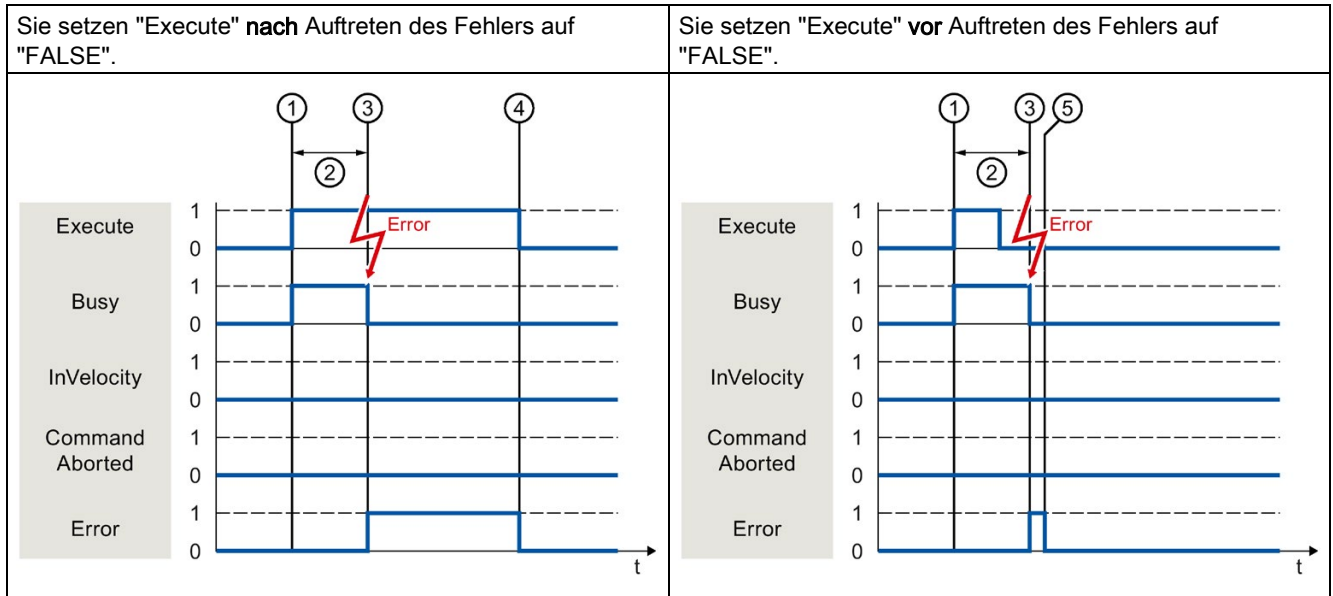 Sie setzen "Execute" nach Auftreten des Fehlers auf
"FALSE".
1 3 4
2
Execute 1
0
Error
Busy 1
0
InVelocity 1
0
Command
Aborted 1
0
Error 1
0
t
Sie setzen "Execute" vor Auftreten des Fehlers auf
"FALSE".
1 3 5
2
Execute 1
0
Error
Busy 1
0
InVelocity 1
0
Command
Aborted 1
0
Error 1
0
t